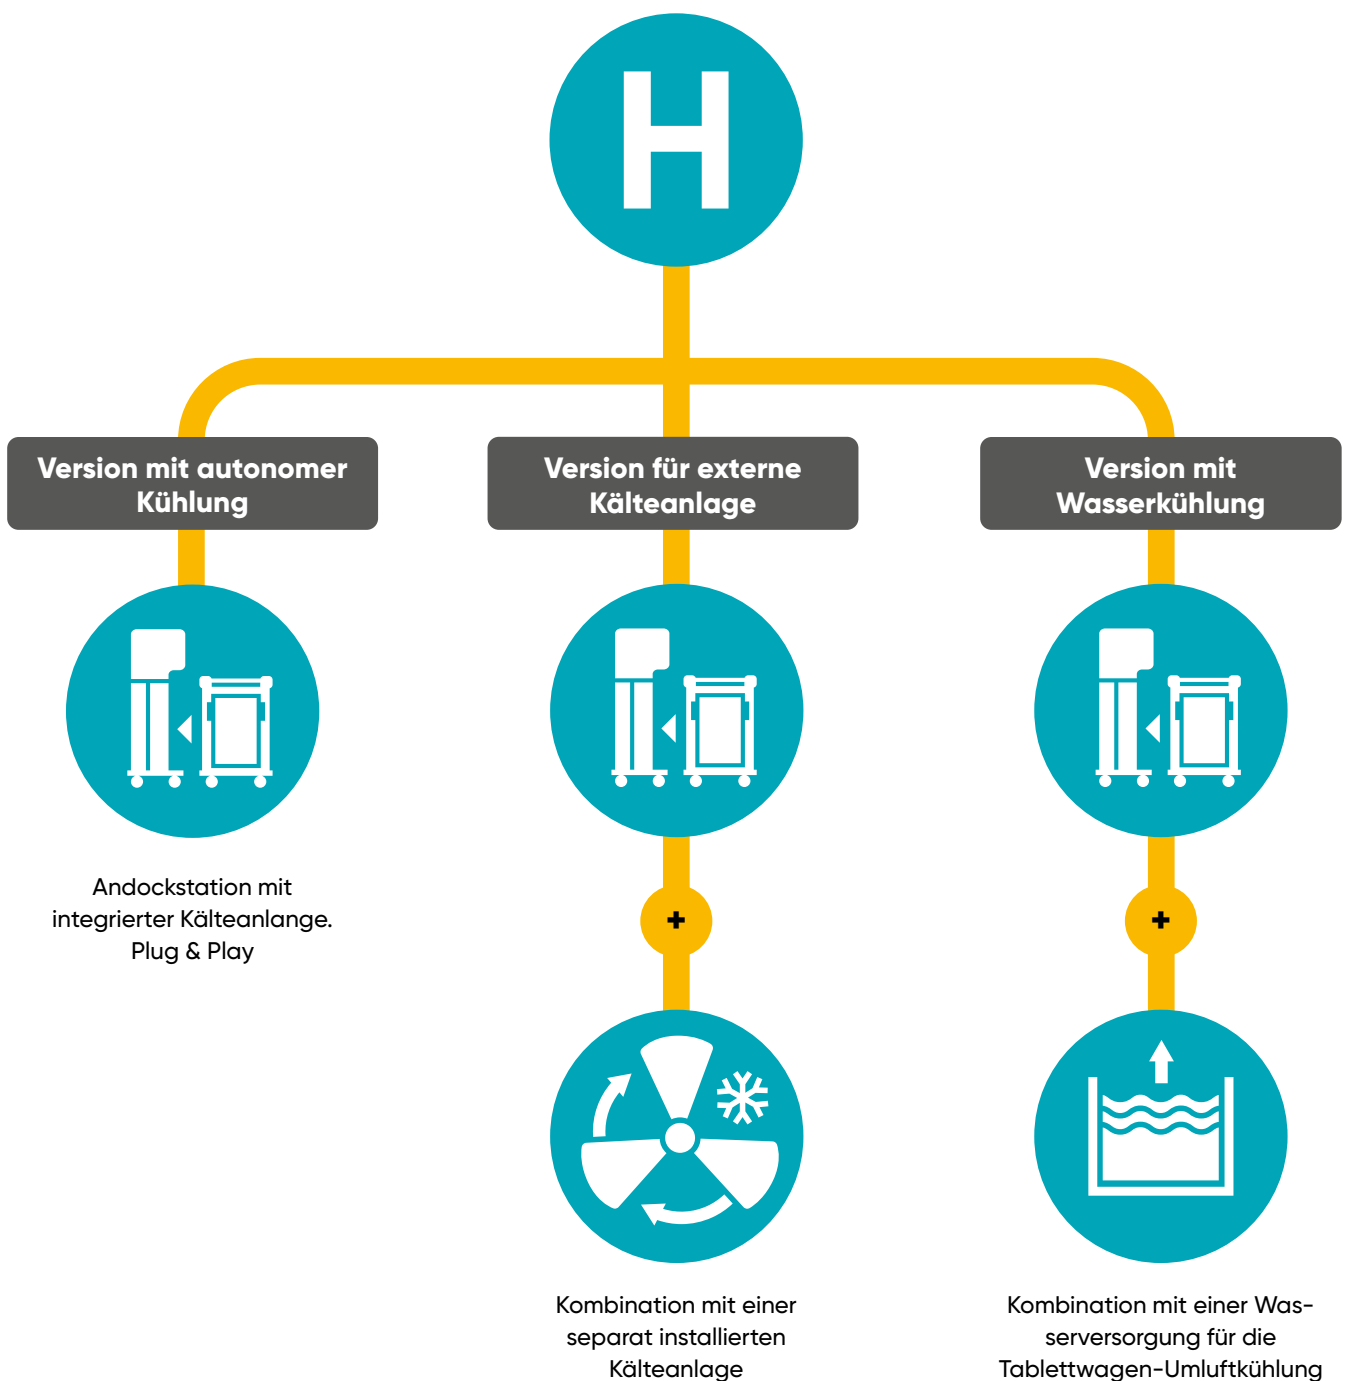 H
Version mit autonomer
Kühlung
Version für externe
Kälteanlage
Version mit
Wasserkühlung
Andockstation mit
integrierter Kälteanlange.
Plug & Play
+
+
Kombination mit einer
separat installierten
Kälteanlage
Kombination mit einer Was-
serversorgung für die
Tablettwagen-Umluftkühlung